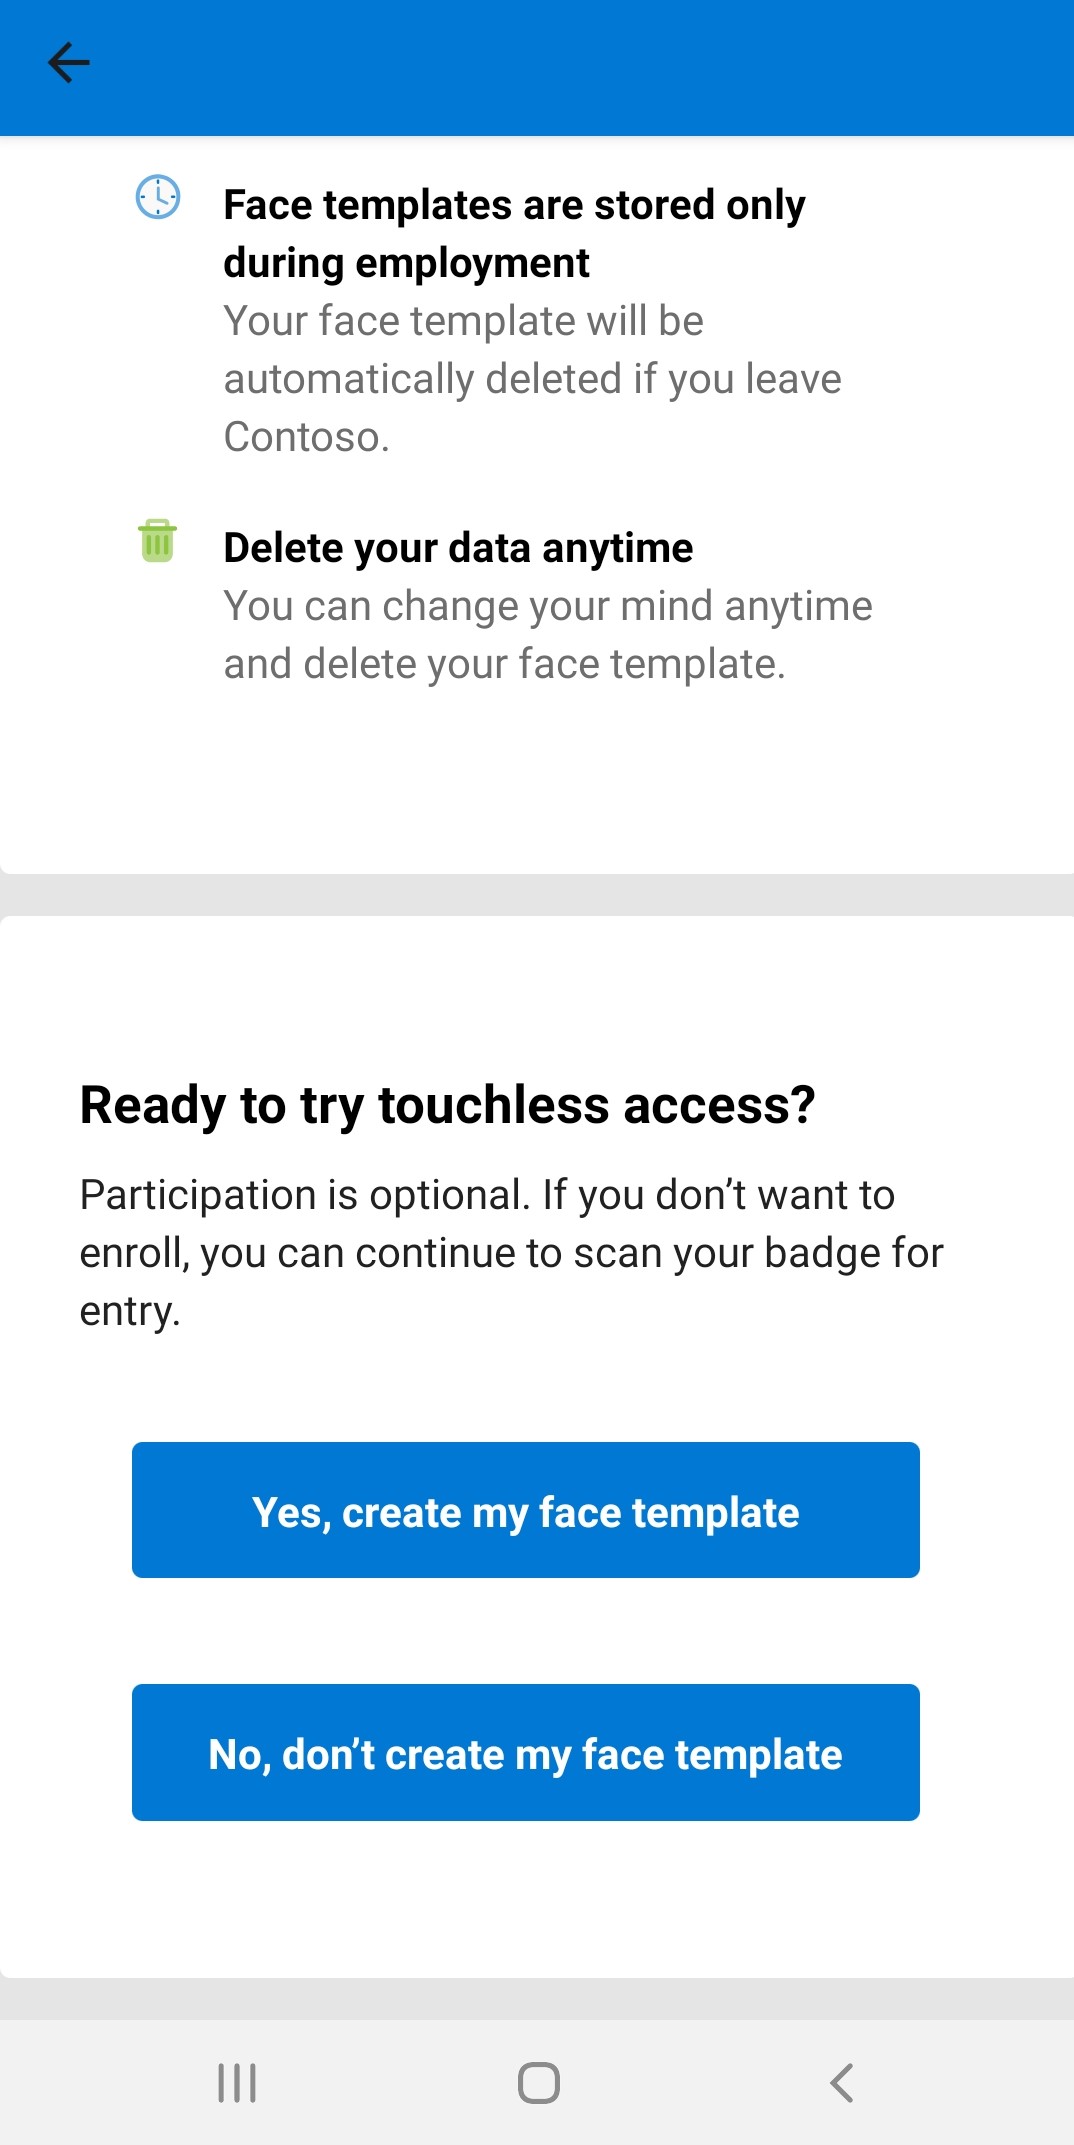 Face templates are stored only
during employment
Your face template will be
automatically deleted if you leave
Contoso.
Delete your data anytime
You can change your mind anytime
and delete your face template.
Ready to try touchless access?
Participation is optional. If you don’t want to
enroll, you can continue to scan your badge for
entry.
Yes, create my face template
No, don’t create my face template